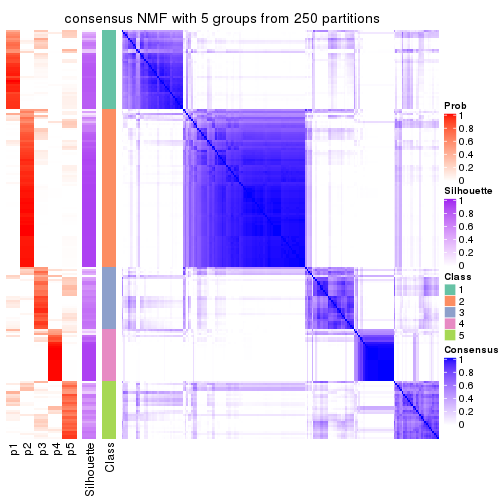 consensus NMF with 5 groups from 250 partitions
Prob
1
0.8
0.6
0.4
0.2
0
Silhouette
1
0.8
0.6
0.4
0.2
0
Class
1
2
3
4
5
Consensus
1
0.8
0.6
0.4
0.2
0
p1
p2
p3
p4
p5
Silhouette
Class